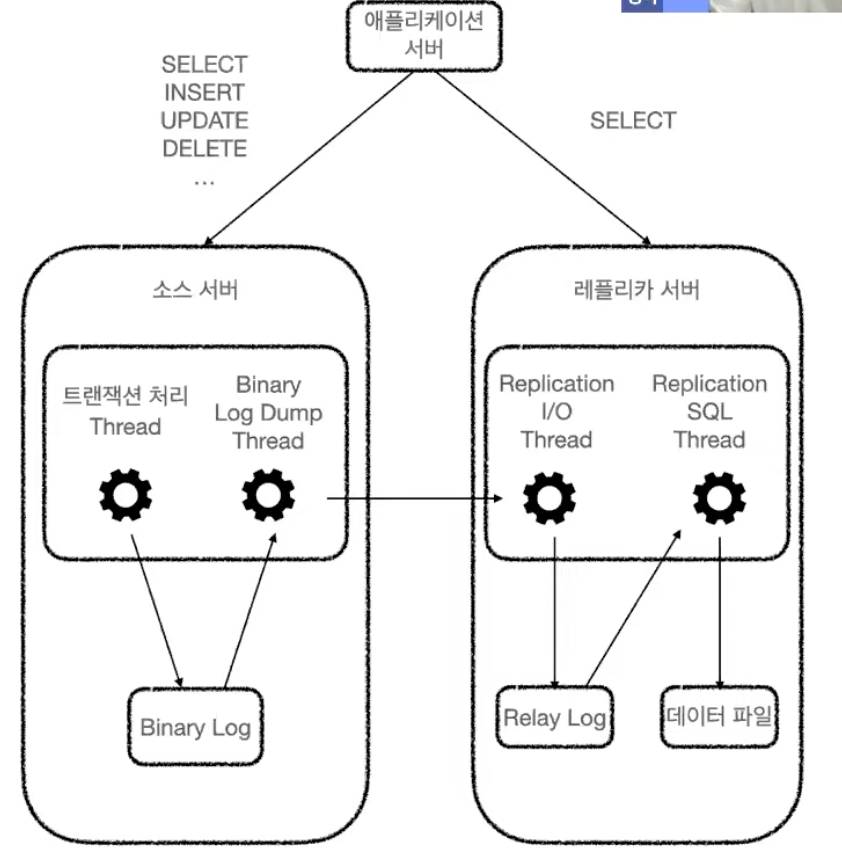 애플리케이션
서버
SELECT
INSERT
UPDATE
DELETE
...
SELECT
소스 서버
트랜잭션 처리
Thread
Binary
Log Dump
Thread
Binary Log
레플리카 서버
Replication
I/O
Thread
Replication
SQL
Thread
Relay Log
데이터 파일